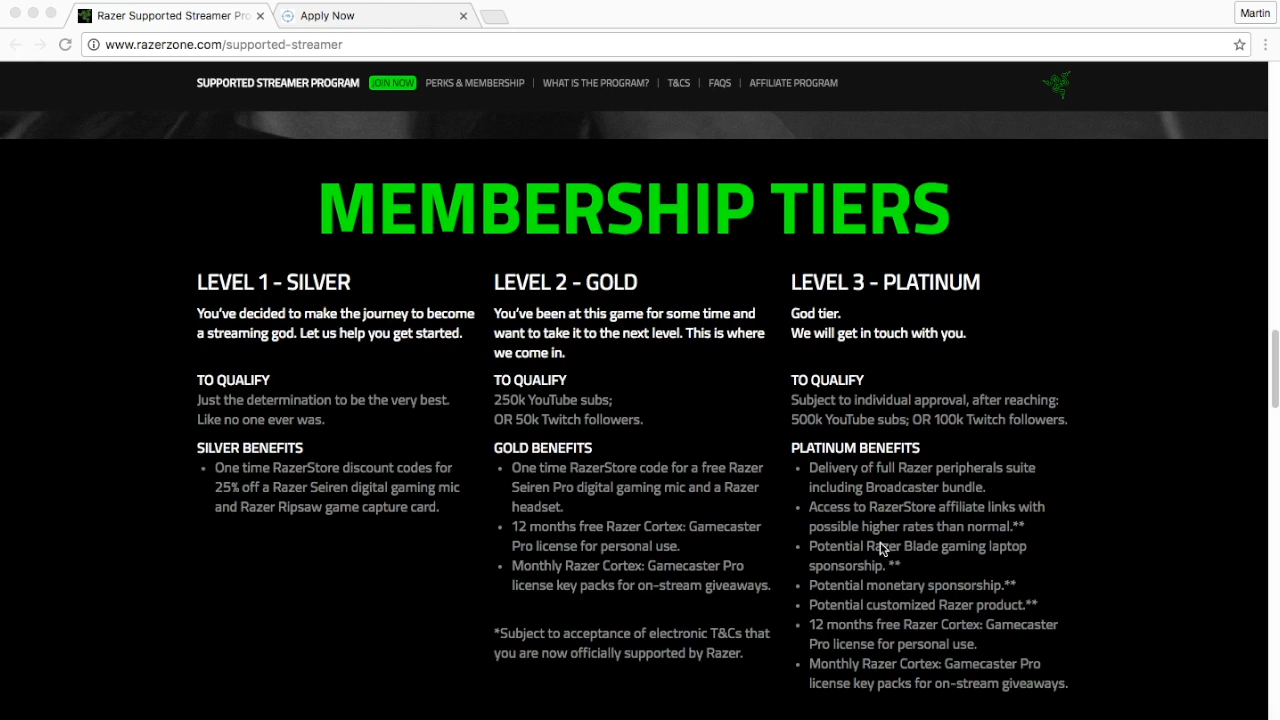 Razer Supported Streamer Pro
Apply Now
Martin
www.razerzone.com/supported-streamer
SUPPORTED STREAMER PROGRAM JOIN NOW PERKS & MEMBERSHIP | WHAT IS THE PROGRAM? | T&CS | FAQS | AFFILIATE PROGRAM
MEMBERSHIP TIERS
LEVEL 1 - SILVER
You've decided to make the journey to become
a streaming god. Let us help you get started.
TO QUALIFY
Just the determination to be the very best.
Like no one ever was.
SILVER BENEFITS
• One time RazerStore discount codes for
25% off a Razer Seiren digital gaming mic
and Razer Ripsaw game capture card.
LEVEL 2 - GOLD
You've been at this game for some time and
want to take it to the next level. This is where
we come in.
TO QUALIFY
250k YouTube subs;
OR 50k Twitch followers.
GOLD BENEFITS
• One time RazerStore code for a free Razer
Seiren Pro digital gaming mic and a Razer
headset.
• 12 months free Razer Cortex: Gamecaster
Pro license for personal use.
• Monthly Razer Cortex: Gamecaster Pro
license key packs for on-stream giveaways.
*Subject to acceptance of electronic T&Cs that
you are now officially supported by Razer.
LEVEL 3 - PLATINUM
God tier.
We will get in touch with you.
TO QUALIFY
Subject to individual approval, after reaching:
500k YouTube subs; OR 100k Twitch followers.
PLATINUM BENEFITS
• Delivery of full Razer peripherals suite
including Broadcaster bundle.
• Access to RazerStore affiliate links with
possible higher rates than normal.**
• Potential Razer Blade gaming laptop
sponsorship. **
• Potential monetary sponsorship.**
• Potential customized Razer product.**
• 12 months free Razer Cortex: Gamecaster
Pro license for personal use.
• Monthly Razer Cortex: Gamecaster Pro
license key packs for on-stream giveaways.